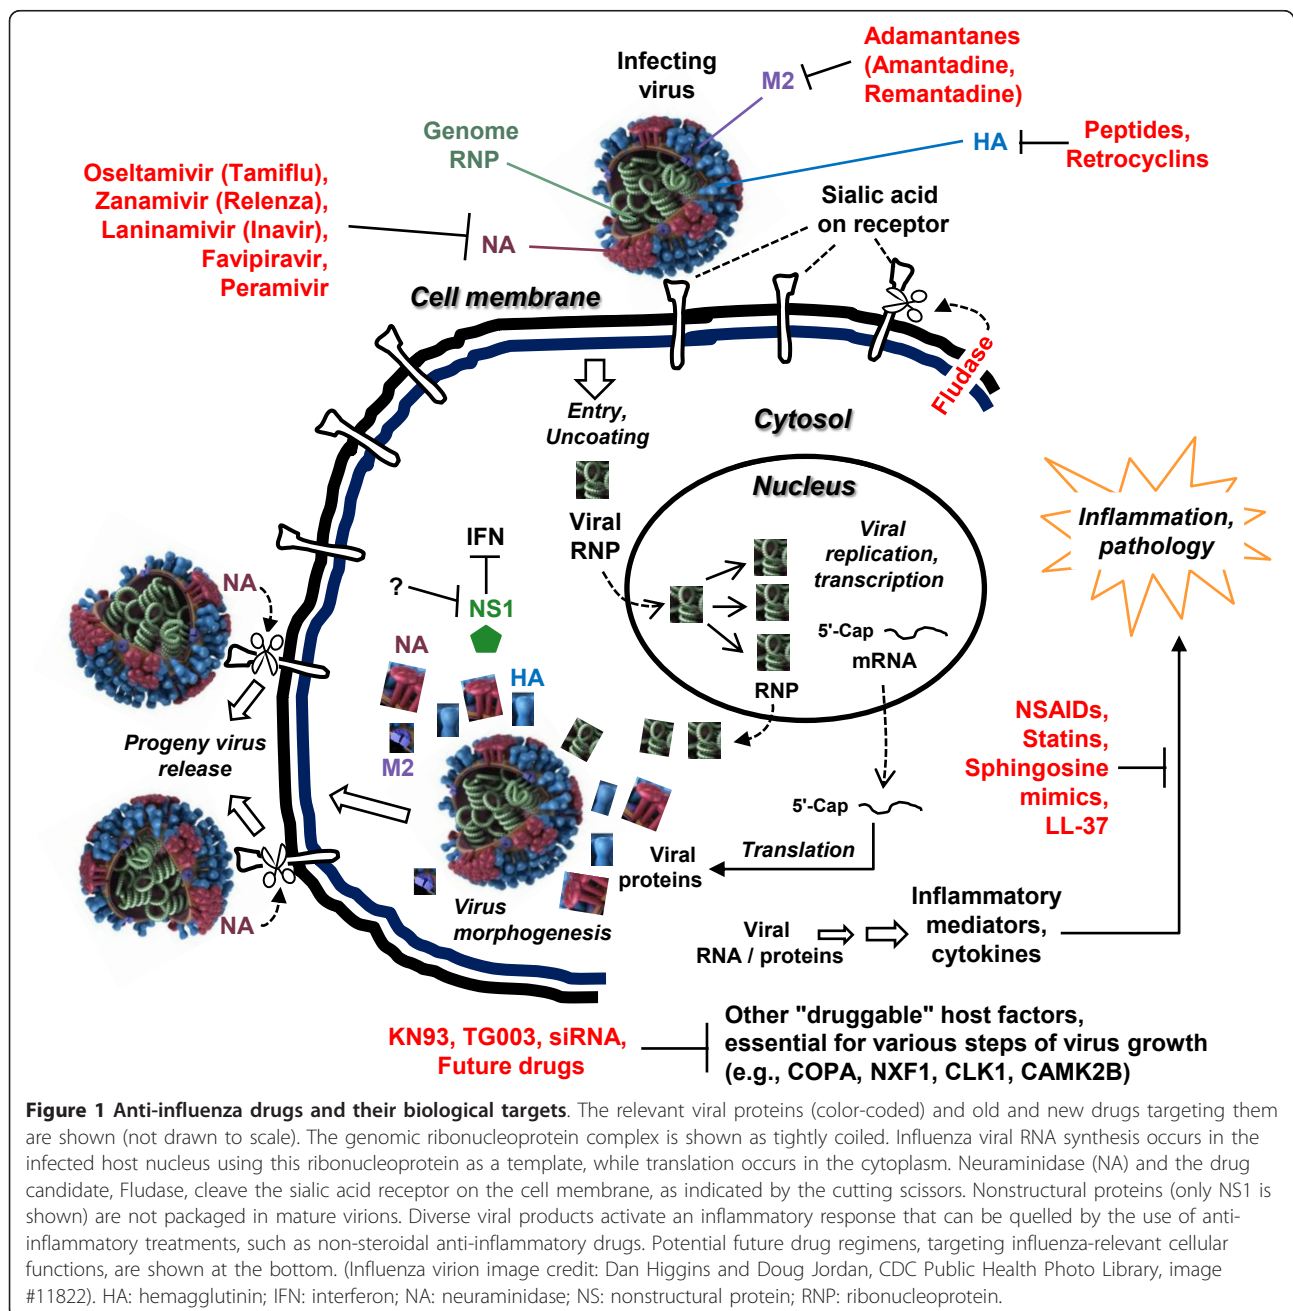 Infecting
virus
M2
Adamantanes
(Amantadine,
Remantadine)
Genome
RNP
HA
Peptides,
Retrocyclins
Oseltamivir (Tamiflu),
Zanamivir (Relenza),
Laninamivir (Inavir),
Favipiravir,
Peramivir
NA
Sialic acid
on receptor
Cell membrane
Fludase
Entry,
Uncoating
Cytosol
Nucleus
Viral
RNP
Viral
replication,
transcription
5'-Cap
mRNA
RNP
Inflammation,
pathology
IFN
?
NS1
NA
HA
M2
NA
Progeny virus
release
NA
Virus
morphogenesis
Viral
proteins
Translation
5'-Cap
NSAIDs,
Statins,
Sphingosine
mimics,
LL-37
Viral
RNA / proteins
Inflammatory
mediators,
cytokines
KN93, TG003, siRNA,
Future drugs
Other "druggable" host factors,
essential for various steps of virus growth
(e.g., COPA, NXF1, CLK1, CAMK2B)
Figure 1 Anti-influenza drugs and their biological targets. The relevant viral proteins (color-coded) and old and new drugs targeting them
are shown (not drawn to scale). The genomic ribonucleoprotein complex is shown as tightly coiled. Influenza viral RNA synthesis occurs in the
infected host nucleus using this ribonucleoprotein as a template, while translation occurs in the cytoplasm. Neuraminidase (NA) and the drug
candidate, Fludase, cleave the sialic acid receptor on the cell membrane, as indicated by the cutting scissors. Nonstructural proteins (only NS1 is
shown) are not packaged in mature virions. Diverse viral products activate an inflammatory response that can be quelled by the use of anti-
inflammatory treatments, such as non-steroidal anti-inflammatory drugs. Potential future drug regimens, targeting influenza-relevant cellular
functions, are shown at the bottom. (Influenza virion image credit: Dan Higgins and Doug Jordan, CDC Public Health Photo Library, image
#11822). HA: hemagglutinin; IFN: interferon; NA: neuraminidase; NS: nonstructural protein; RNP: ribonucleoprotein.